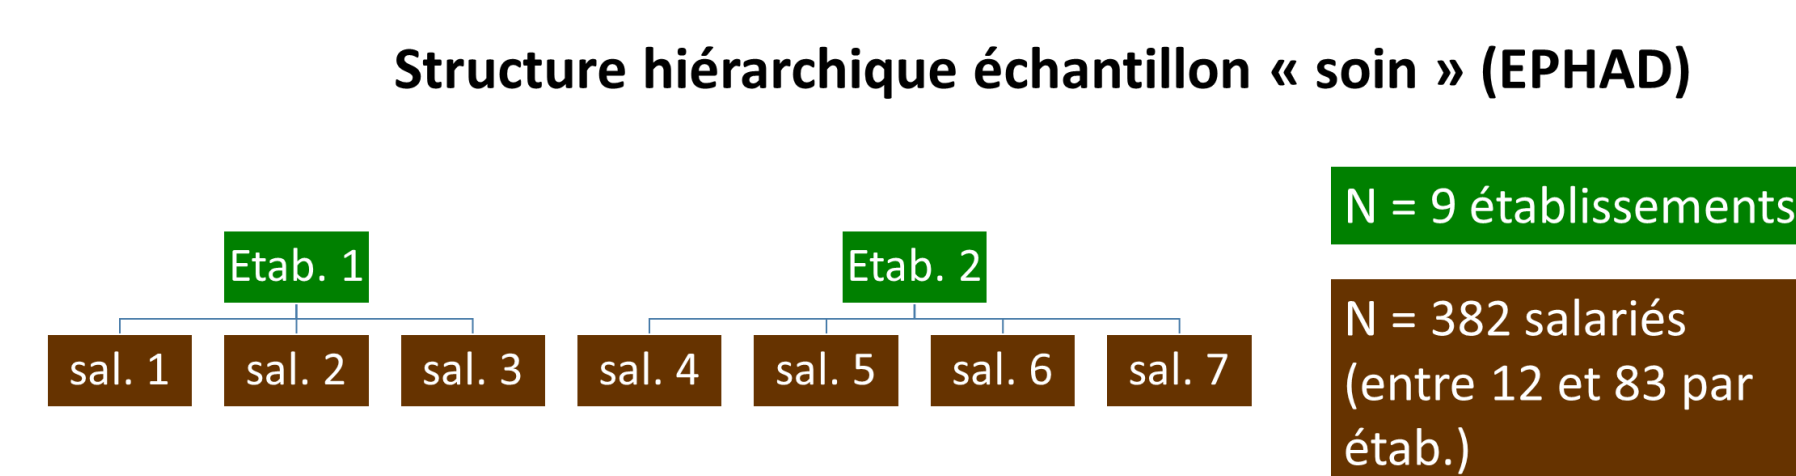 Structure hiérarchique échantillon « soin » (EPHAD)
N = 9 établissements
Etab. 1
Etab. 2
sal. 1
sal. 2
sal. 3
sal. 4
sal. 5
sal. 6
sal. 7
N = 382 salariés
(entre 12 et 83 par
étab.)